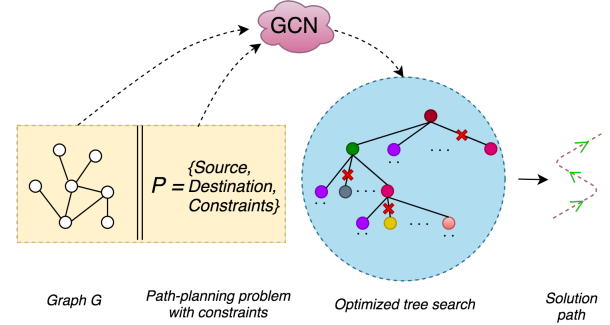 GCN
P = {Source,
Destination,
Constraints}
Graph G
Path-planning problem
with constraints
Optimized tree search
Solution
path